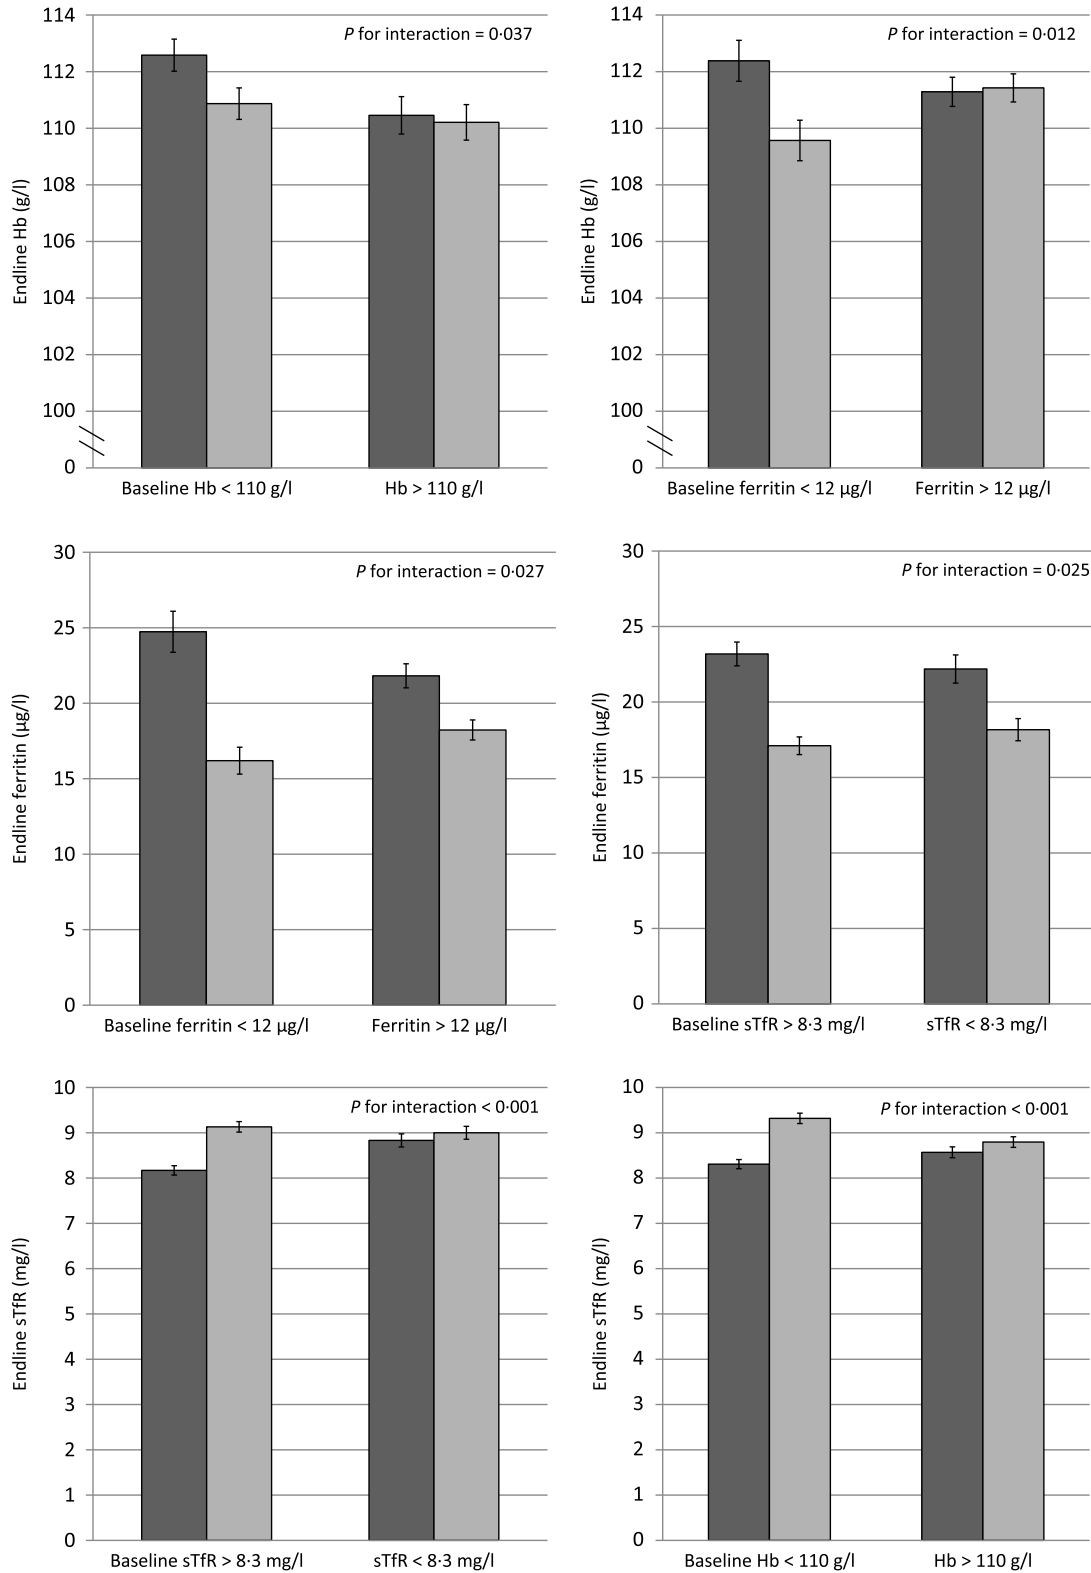 114
112
110
108
106
104
102
100
0
Endline Hb (g/l)
P for interaction = 0·037
Baseline Hb < 110 g/l
Hb > 110 g/l
114
112
110
108
106
104
102
100
0
Endline Hb (g/l)
P for interaction = 0·012
Baseline ferritin < 12 µg/l
Ferritin > 12 µg/l
30
25
20
15
10
5
0
Endline ferritin (µg/l)
P for interaction = 0·027
Baseline ferritin < 12 µg/l
Ferritin > 12 µg/l
30
25
20
15
10
5
0
Endline ferritin (µg/l)
P for interaction = 0·025
Baseline sTfR > 8·3 mg/l
sTfR < 8·3 mg/l
10
9
8
7
6
5
4
3
2
1
0
Endline sTfR (mg/l)
P for interaction < 0·001
Baseline sTfR > 8·3 mg/l
sTfR < 8·3 mg/l
10
9
8
7
6
5
4
3
2
1
0
Endline sTfR (mg/l)
P for interaction < 0·001
Baseline Hb < 110 g/l
Hb > 110 g/l